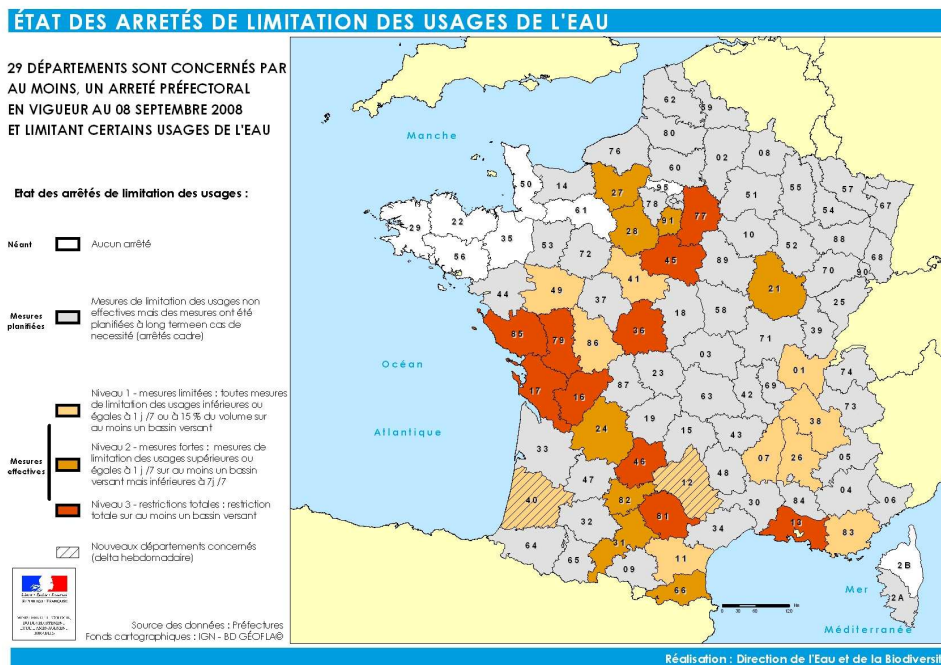 ÉTAT DES ARRETÉS DE LIMITATION DES USAGES DE L'EAU
29 DÉPARTEMENTS SONT CONCERNÉS PAR
AU MOINS, UN ARRETÉ PRÉFECTORAL
EN VIGUEUR AU 08 SEPTEMBRE 2008
ET LIMITANT CERTAINS USAGES DE L'EAU
Etat des arrêtés de limitation des usages :
Néant
Aucun arrêté
Mesures
planifiées
Mesures de limitation des usages non
effectives mais des mesures ont été
planifiées à long termeen cas de
necessité (arrêtés cadre)
Mesures
effectives
Niveau 1 - mesures limitées : toutes mesures
de limitation des usages inférieures ou
égales à 1 j /7 ou à 15 % du volume sur
au moins un bassin versant
Niveau 2 - mesures fortes : mesures de
limitation des usages supérieures ou
égales à 1 j /7 sur au moins un bassin
versant mais inférieures à 7j /7
Niveau 3 - restrictions totales : restriction
totale sur au moins un bassin versant
Nouveaux départements concernés
(delta hebdomadaire)
Source des données : Préfectures
Fonds cartographiques : IGN - BD GÉOFLA©
Manche
Océan
Atlantique
Mer
Méditerranée
62
59
80
76
02
08
60
50
14
27
95
78
91
77
51
55
57
54
67
29
22
35
61
28
56
53
72
45
10
52
88
68
89
70
90
44
49
41
21
25
37
18
58
39
85
79
86
36
71
03
01
74
17
16
87
23
69
63
42
73
38
24
19
15
43
33
07
26
05
46
47
12
48
40
82
81
30
84
04
06
32
34
13
83
31
64
65
09
11
66
2B
2A
Réalisation : Direction de l'Eau et de la Biodiversit